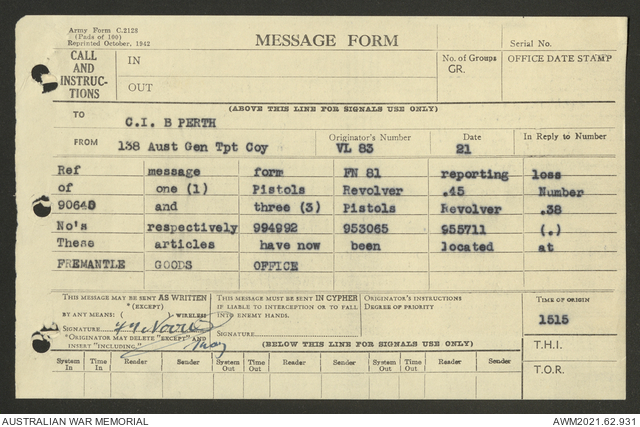 Army Form C.2128
(Pads of 100)
Reprinted October, 1942
MESSAGE FORM
Serial No.
CALL AND INSTRUC-TIONS
IN
OUT
No. of Groups
GR.
OFFICE DATE STAMP
(ABOVE THIS LINE FOR SIGNALS USE ONLY)
TO C.I. B PERTH
FROM 138 Aust Gen Tpt Coy
Originator's Number
VL 83
Date
21
In Reply to Number
Ref message form FN 81 reporting loss
of one (1) Pistols Revolver .45 Number
90640 and three (3) Pistols Revolver .38
No's respectively 994992 953065 955711 (.)
These articles have now been located at
FREMANTLE GOODS OFFICE
THIS MESSAGE MAY BE SENT AS WRITTEN
*(EXCEPT)
BY ANY MEANS ( WIRELESS
SIGNATURE
*ORIGINATOR MAY DELETE "EXCEPT" AND
INSERT "INCLUDING,"
THIS MESSAGE MUST BE SENT IN CYPHER
IF LIABLE TO INTERCEPTION OR TO FALL
INTO ENEMY HANDS.
SIGNATURE
ORIGINATOR'S INSTRUCTIONS
DEGREE OF PRIORITY
TIME OF ORIGIN
1515
T.H.I.
T.O.R.
(BELOW THIS LINE FOR SIGNALS USE ONLY)
System In Time In Reader Sender System Out Time Out Reader Sender System Out Time Out Reader Sender
AUSTRALIAN WAR MEMORIAL
AWM2021.62.931